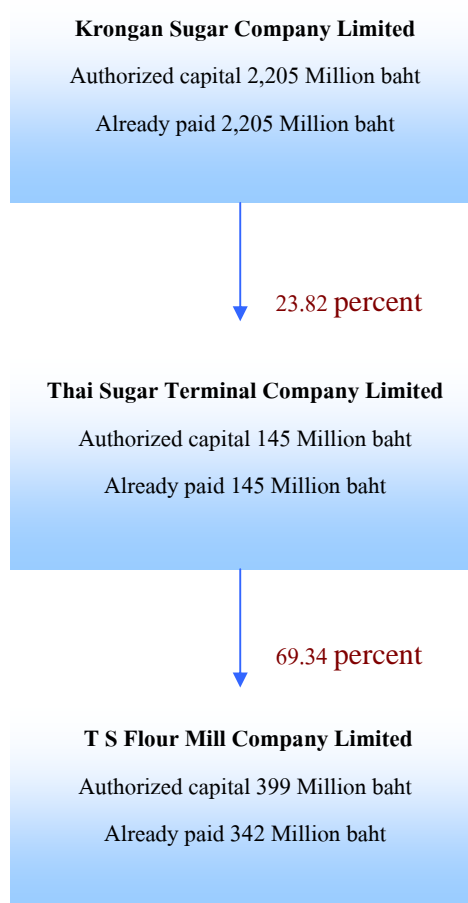 Krongan Sugar Company Limited
Authorized capital 2,205 Million baht
Already paid 2,205 Million baht
23.82 percent
Thai Sugar Terminal Company Limited
Authorized capital 145 Million baht
Already paid 145 Million baht
69.34 percent
T S Flour Mill Company Limited
Authorized capital 399 Million baht
Already paid 342 Million baht